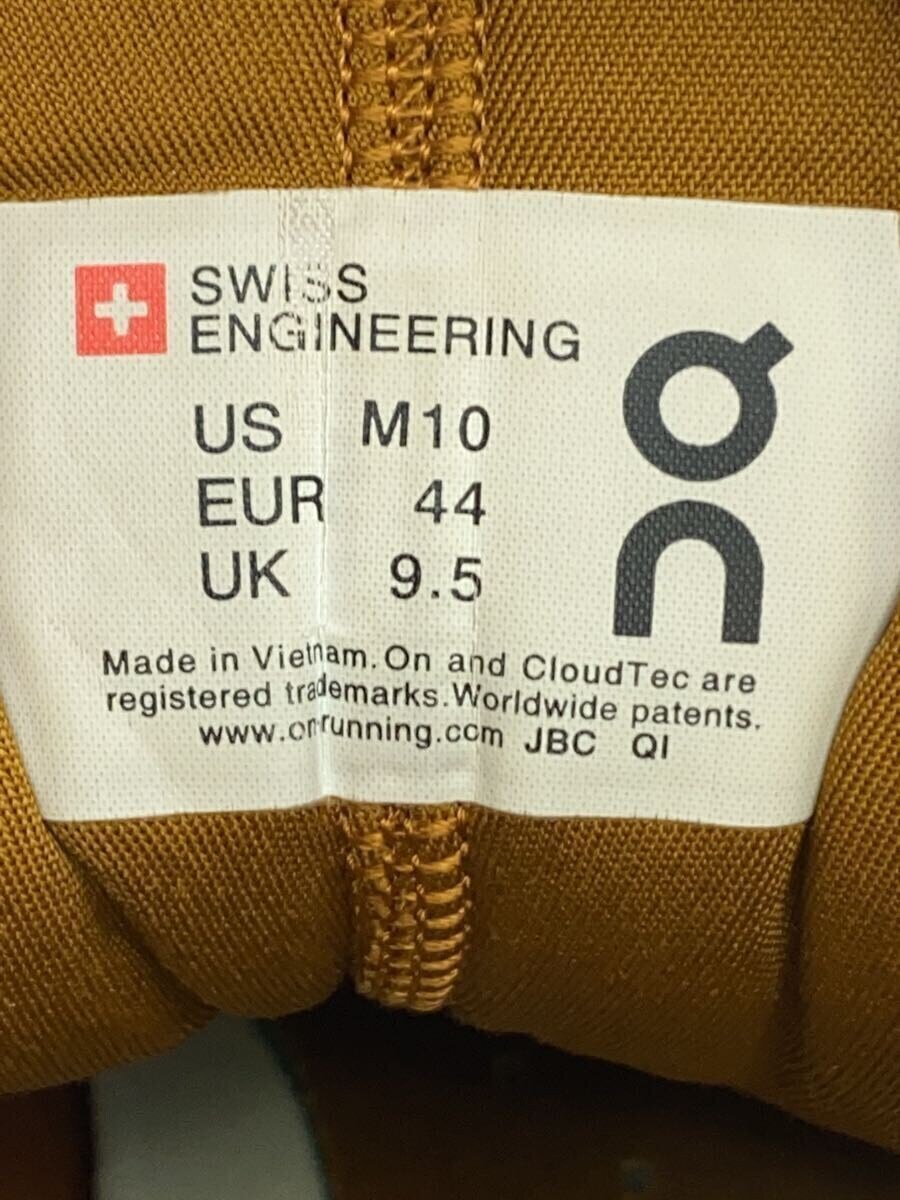 SWISS
ENGINEERING
US M10
EUR 44
UK 9.5
Made in Vietnam. On and CloudTec are
registered trademarks. Worldwide patents.
www.on-running.com JBC QI
On